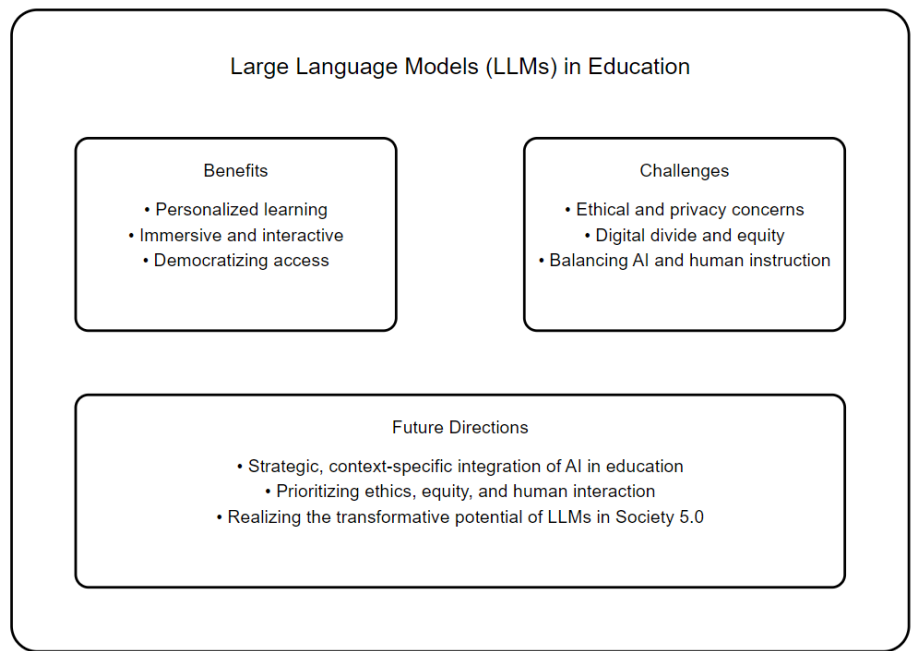 Large Language Models (LLMs) in Education
Benefits
• Personalized learning
• Immersive and interactive
• Democratizing access
Challenges
• Ethical and privacy concerns
• Digital divide and equity
• Balancing AI and human instruction
Future Directions
• Strategic, context-specific integration of AI in education
• Prioritizing ethics, equity, and human interaction
• Realizing the transformative potential of LLMs in Society 5.0